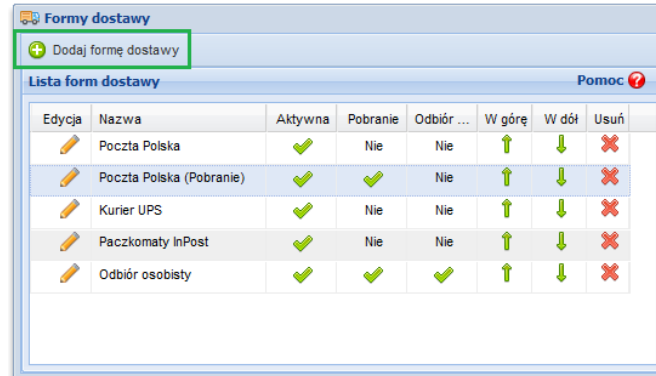 Formy dostawy
Dodaj formę dostawy
Lista form dostawy Pomoc
Edycja Nazwa Aktywna Pobranie Odbiór ... W górę W dół Usuń
Poczta Polska Nie Nie
Poczta Polska (Pobranie) Nie
Kurier UPS Nie Nie
Paczkomaty InPost Nie Nie
Odbiór osobisty